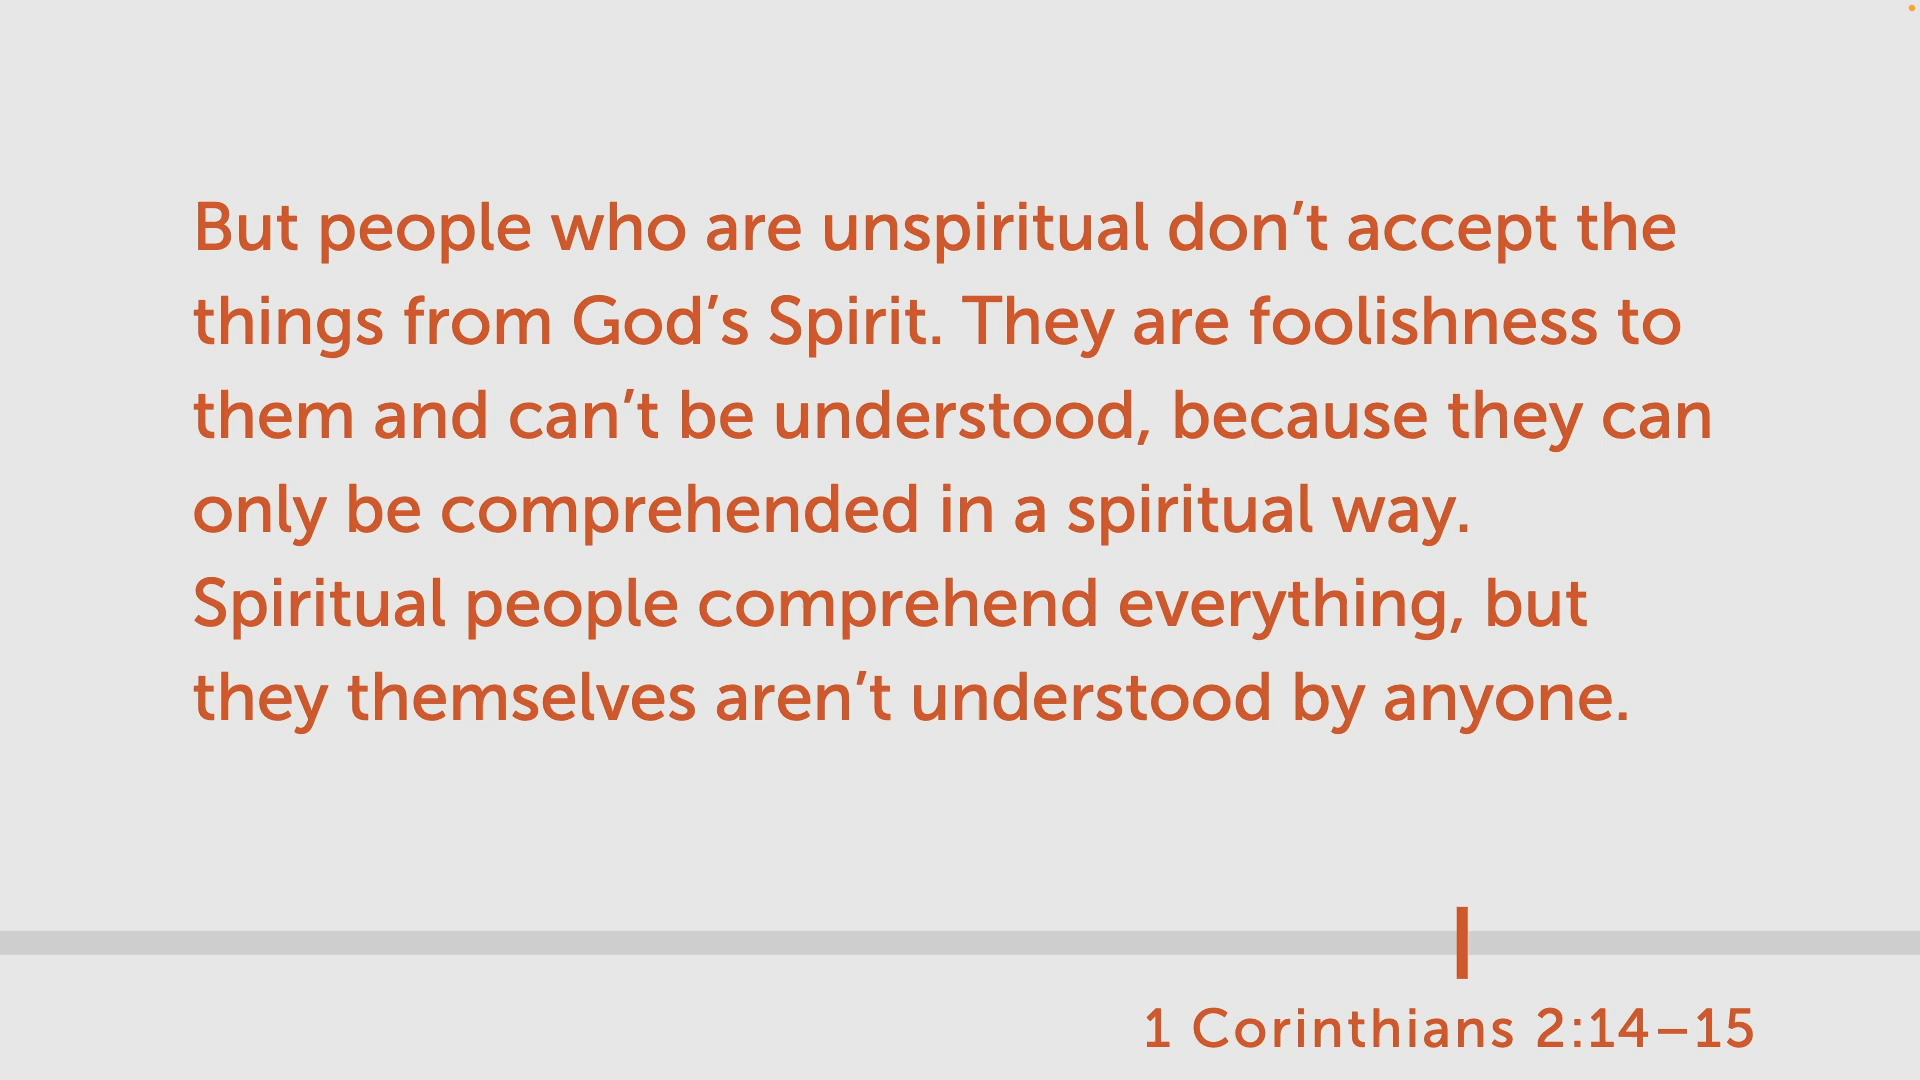 But people who are unspiritual don’t accept the
things from God’s Spirit. They are foolishness to
them and can’t be understood, because they can
only be comprehended in a spiritual way.
Spiritual people comprehend everything, but
they themselves aren’t understood by anyone.
1 Corinthians 2:14–15